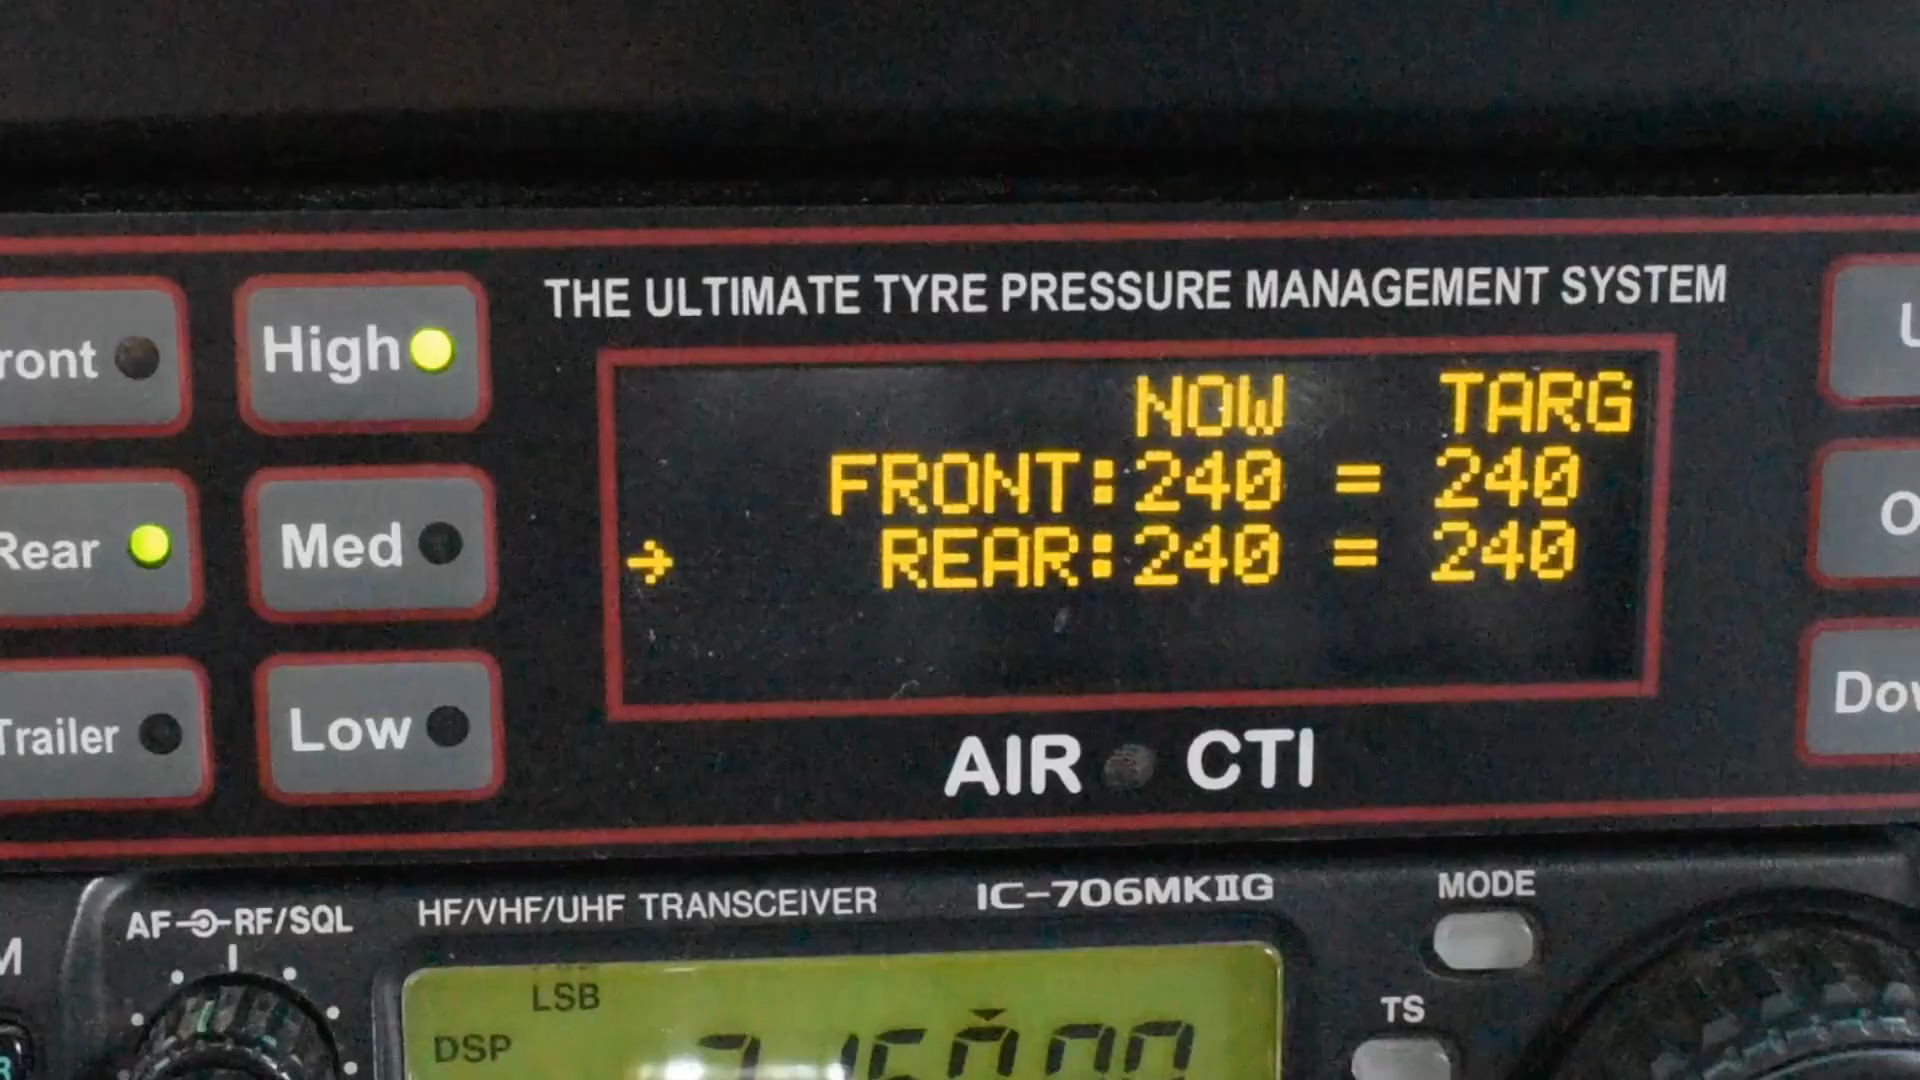 THE ULTIMATE TYRE PRESSURE MANAGEMENT SYSTEM
ront
High
Rear
Med
Trailer
Low
NOW TARG
FRONT:240 = 240
→ REAR:240 = 240
AIR CTI
U
O
Dov
AF RF/SQL
HF/VHF/UHF TRANSCEIVER
IC-706MKIIG
MODE
M
LSB
DSP
TS